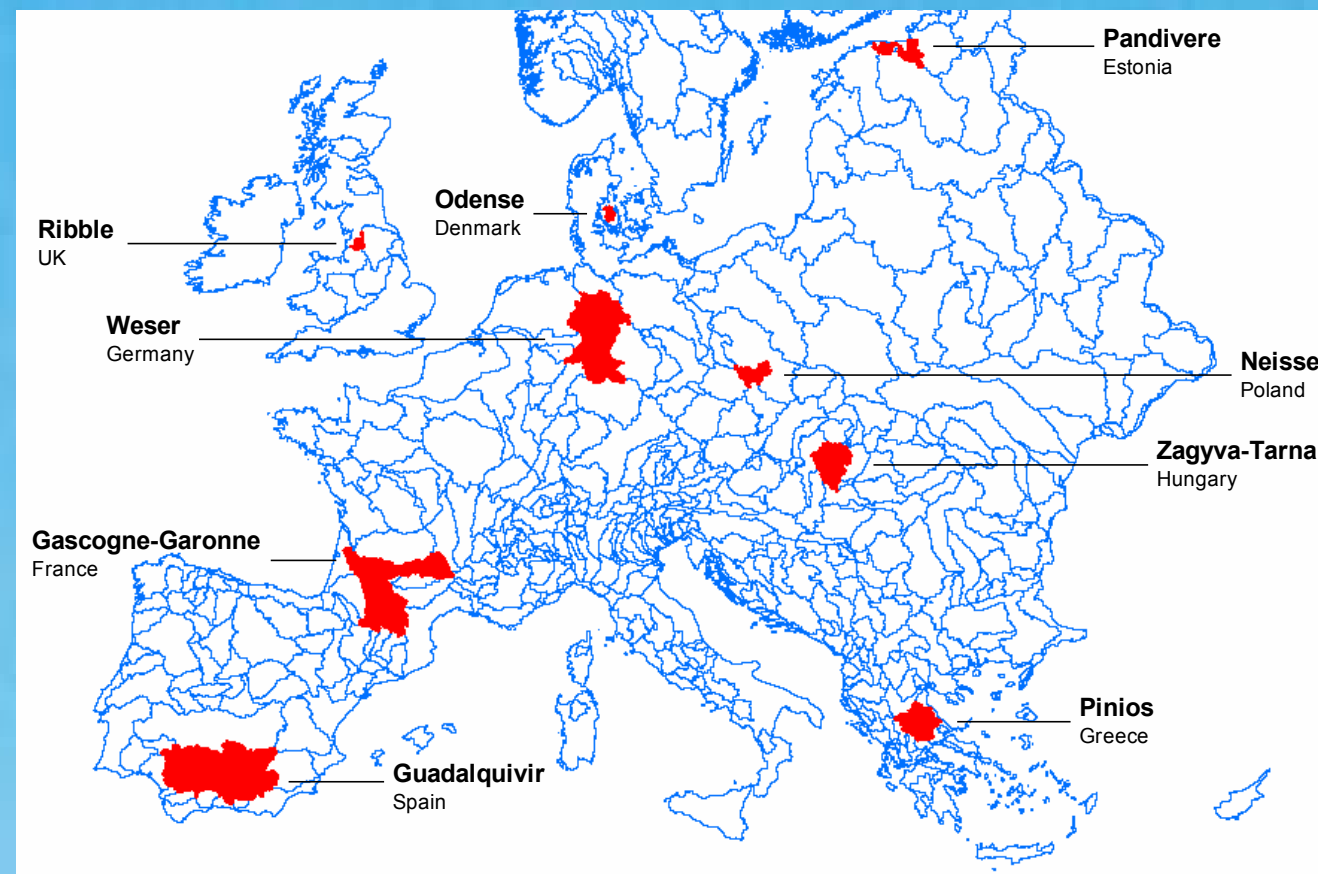 Pandivere
Estonia
Odense
Denmark
Ribble
UK
Weser
Germany
Neisse
Poland
Zagyva-Tarna
Hungary
Gascogne-Garonne
France
Pinios
Greece
Guadalquivir
Spain